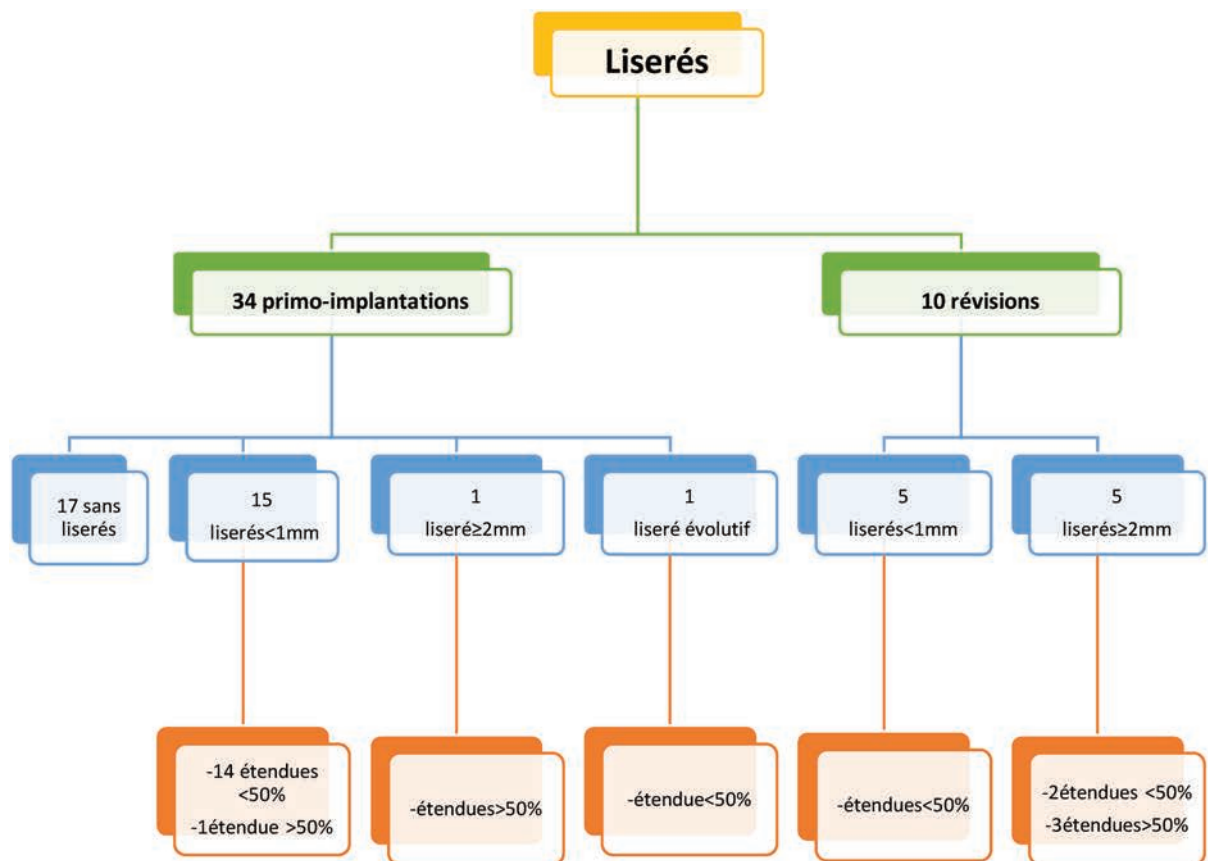 Liserés
34 primo-implantations
10 révisions
17 sans
liserés
15
liserés<1mm
1
liseré≥2mm
1
liseré évolutif
5
liserés<1mm
5
liserés≥2mm
-14 étendues
<50%
-1étendue >50%
-étendues>50%
-étendue<50%
-étendues<50%
-2étendues <50%
-3étendues>50%